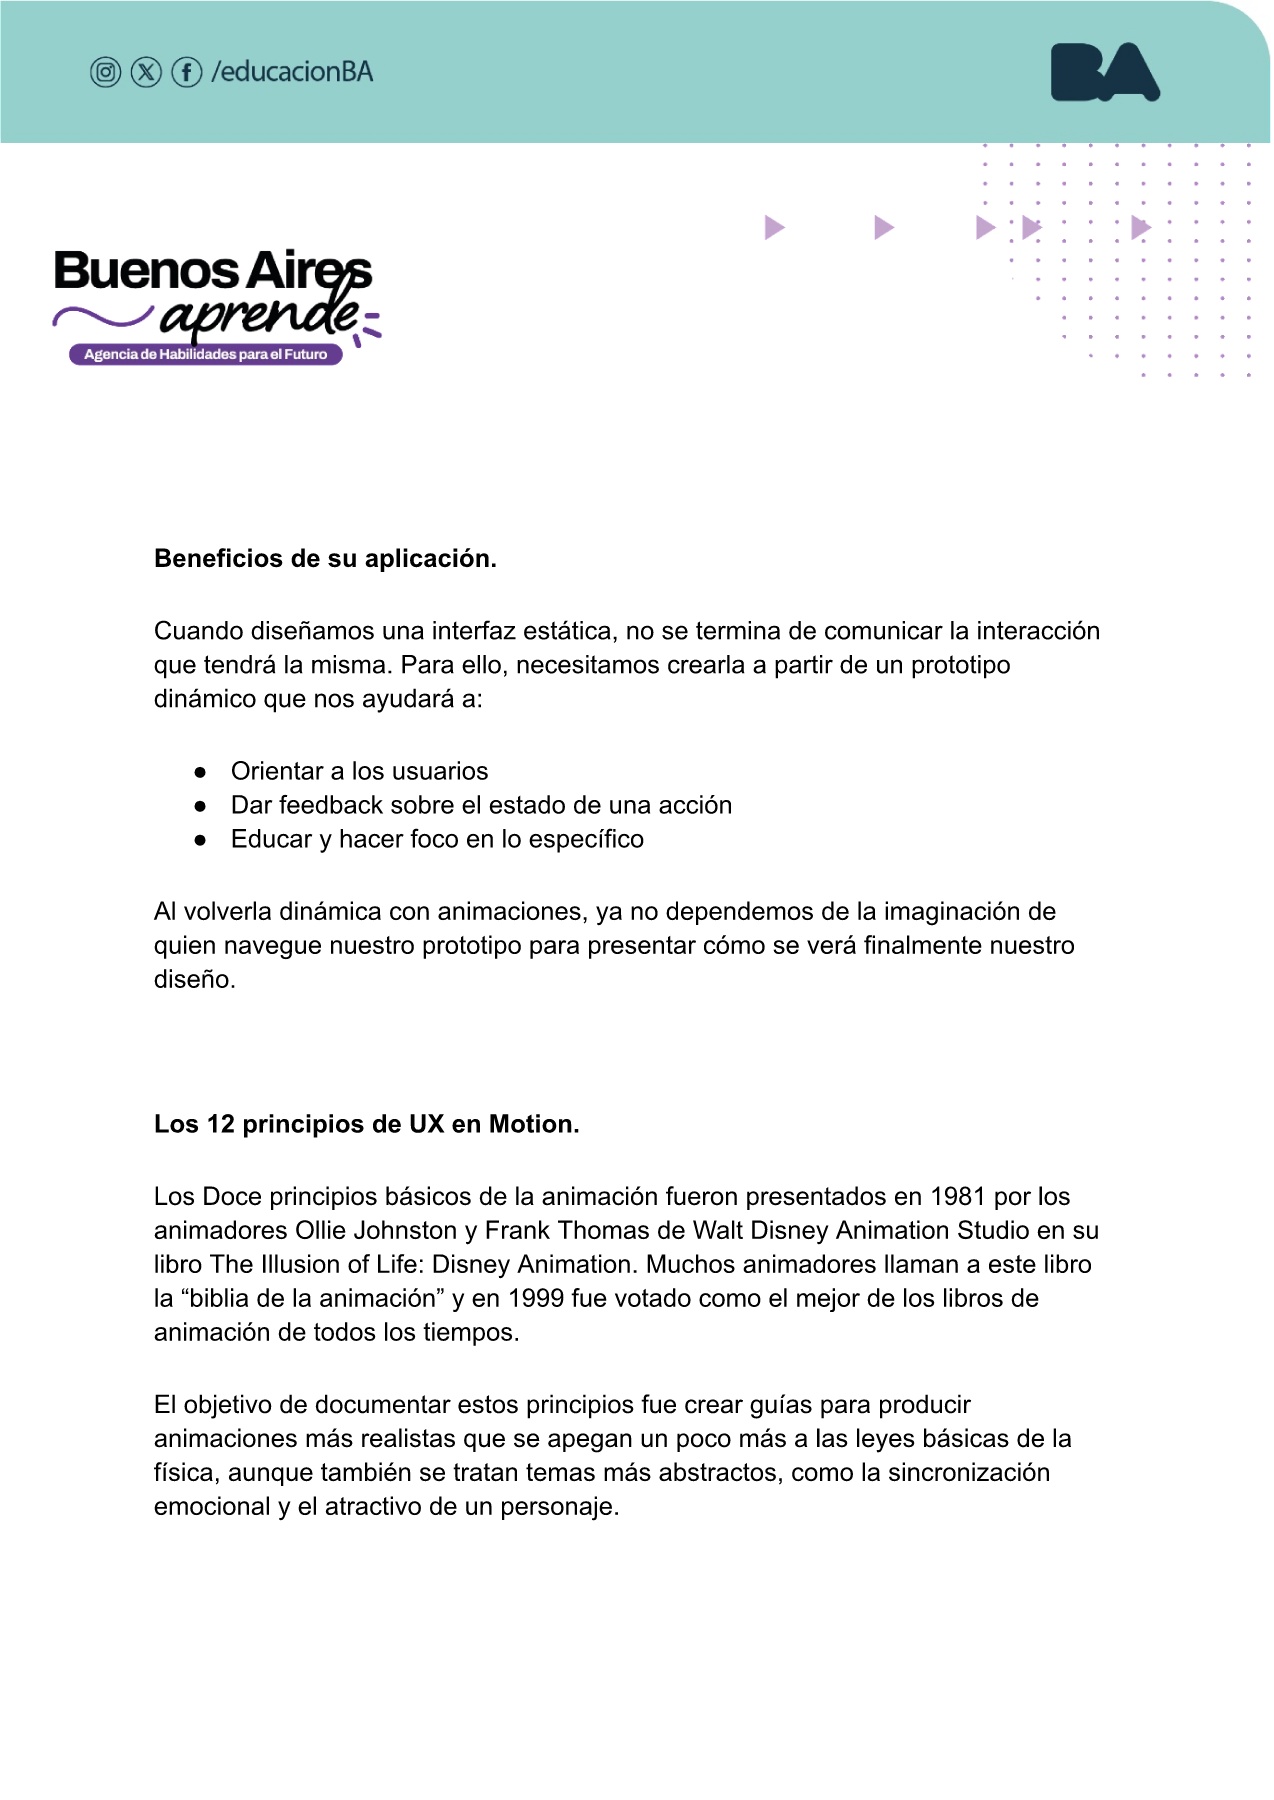 /educacionBA
BA
Buenos Aires
aprende
Agencia de Habilidades para el Futuro
Beneficios de su aplicación.
Cuando diseñamos una interfaz estática, no se termina de comunicar la interacción
que tendrá la misma. Para ello, necesitamos crearla a partir de un prototipo
dinámico que nos ayudará a:
● Orientar a los usuarios
● Dar feedback sobre el estado de una acción
● Educar y hacer foco en lo específico
Al volverla dinámica con animaciones, ya no dependemos de la imaginación de
quien navegue nuestro prototipo para presentar cómo se verá finalmente nuestro
diseño.
Los 12 principios de UX en Motion.
Los Doce principios básicos de la animación fueron presentados en 1981 por los
animadores Ollie Johnston y Frank Thomas de Walt Disney Animation Studio en su
libro The Illusion of Life: Disney Animation. Muchos animadores llaman a este libro
la “biblia de la animación” y en 1999 fue votado como el mejor de los libros de
animación de todos los tiempos.
El objetivo de documentar estos principios fue crear guías para producir
animaciones más realistas que se apegan un poco más a las leyes básicas de la
física, aunque también se tratan temas más abstractos, como la sincronización
emocional y el atractivo de un personaje.